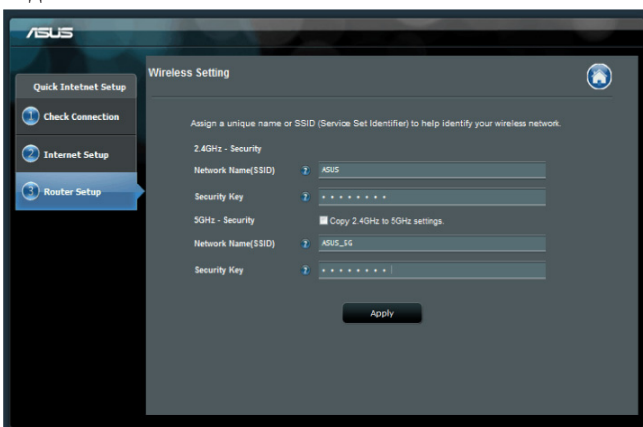 ASUS
Quick Intetnet Setup
1 Check Connection
2 Internet Setup
3 Router Setup
Wireless Setting
Assign a unique name or SSID (Service Set Identifier) to help identify your wireless network.
2.4GHz - Security
Network Name(SSID) ? ASUS
Security Key ? • • • • • • • •
5GHz - Security Copy 2.4GHz to 5GHz settings.
Network Name(SSID) ? ASUS_5G
Security Key ? • • • • • • • •
Apply